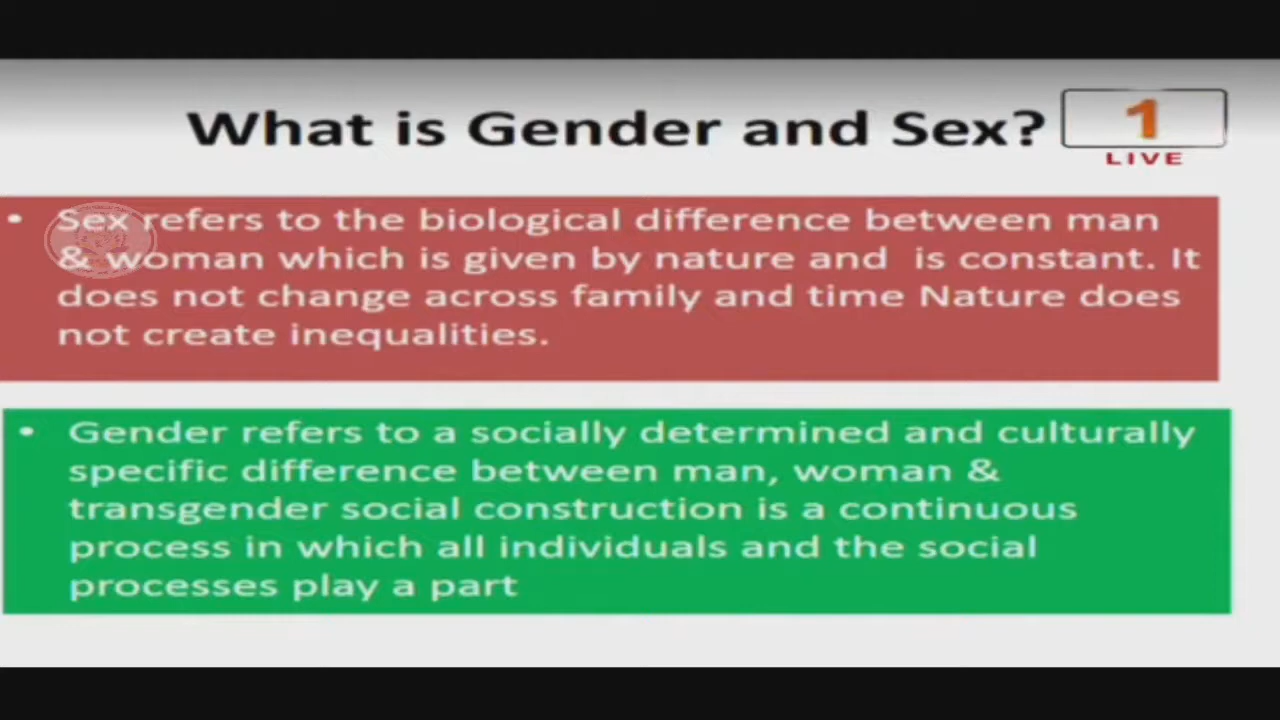 What is Gender and Sex?
1
LIVE
• Sex refers to the biological difference between man
& woman which is given by nature and is constant. It
does not change across family and time Nature does
not create inequalities.
• Gender refers to a socially determined and culturally
specific difference between man, woman &
transgender social construction is a continuous
process in which all individuals and the social
processes play a part